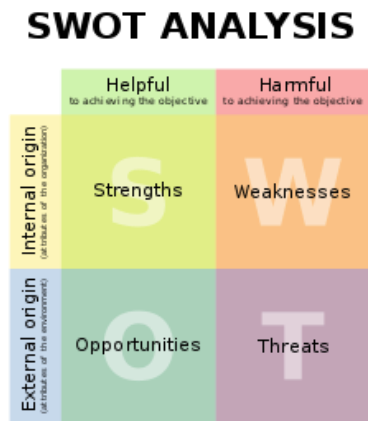 SWOT ANALYSIS
Helpful
to achieving the objective
Harmful
to achieving the objective
Internal origin
(attributes of the organization)
S
Strengths
W
Weaknesses
External origin
(attributes of the environment)
O
Opportunities
T
Threats